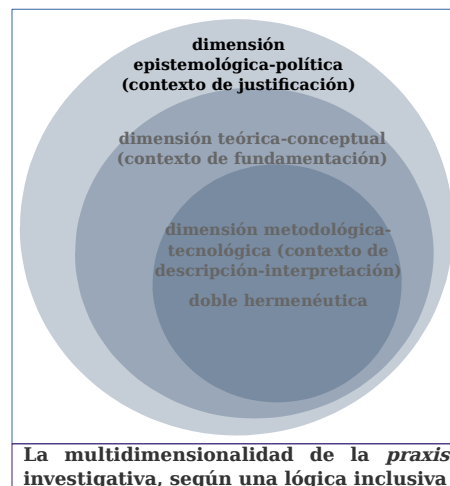 dimensión
epistemológica-política
(contexto de justificación)
dimensión teórica-conceptual
(contexto de fundamentación)
dimensión metodológica-
tecnológica (contexto de
descripción-interpretación)
doble hermenéutica
La multidimensionalidad de la praxis
investigativa, según una lógica inclusiva